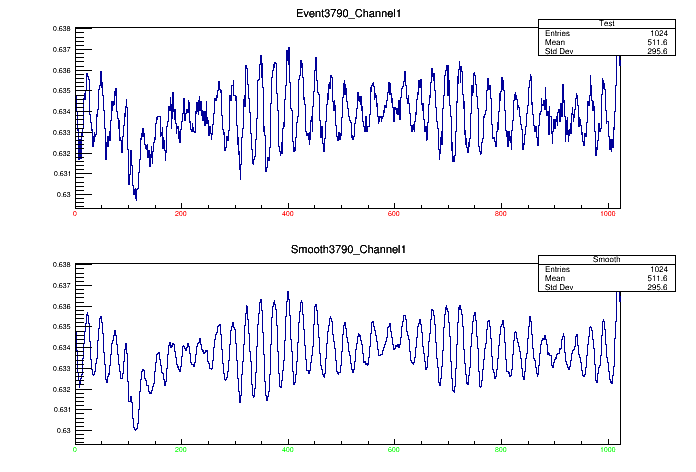 Event3790_Channel1
Test
Entries 1024
Mean 511.6
Std Dev 295.6
0.638
0.637
0.636
0.635
0.634
0.633
0.632
0.631
0.63
0 200 400 600 800 1000
Smooth3790_Channel1
Smooth
Entries 1024
Mean 511.6
Std Dev 295.6
0.638
0.637
0.636
0.635
0.634
0.633
0.632
0.631
0.63
0 200 400 600 800 1000